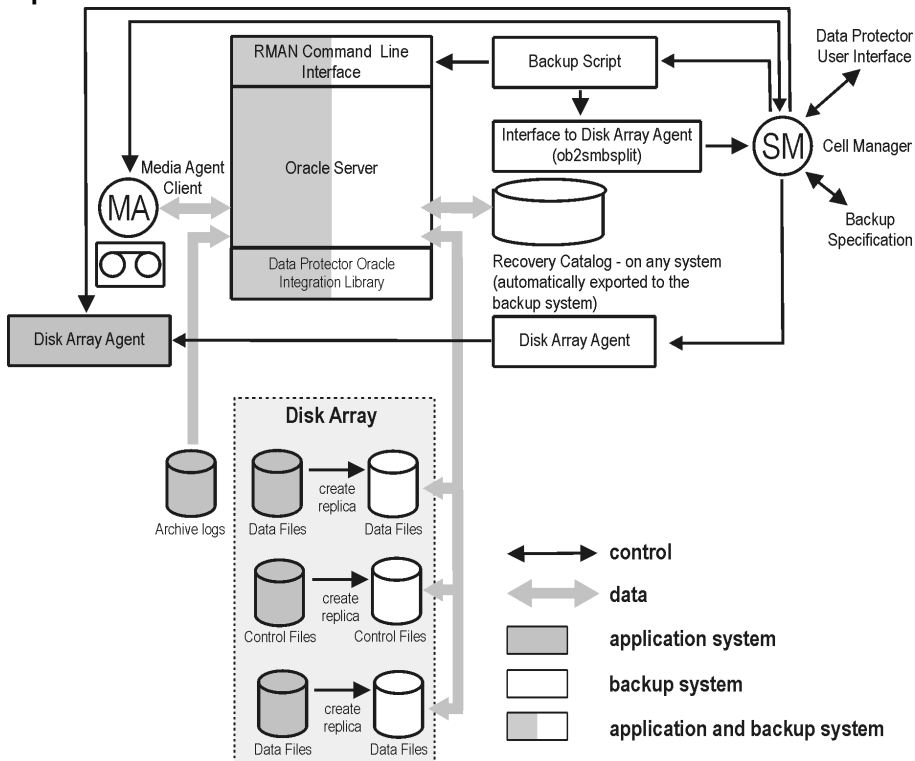 Data Protector
User Interface
RMAN Command Line
Interface
Backup Script
Interface to Disk Array Agent
(ob2smbsplit)
SM
Cell Manager
Media Agent
Client
Oracle Server
MA
Backup
Specification
Data Protector Oracle
Integration Library
Recovery Catalog - on any system
(automatically exported to the
backup system)
Disk Array Agent
Disk Array Agent
Disk Array
create
replica
Archive logs
Data Files
Data Files
create
replica
Control Files
Control Files
create
replica
Data Files
Data Files
control
data
application system
backup system
application and backup system